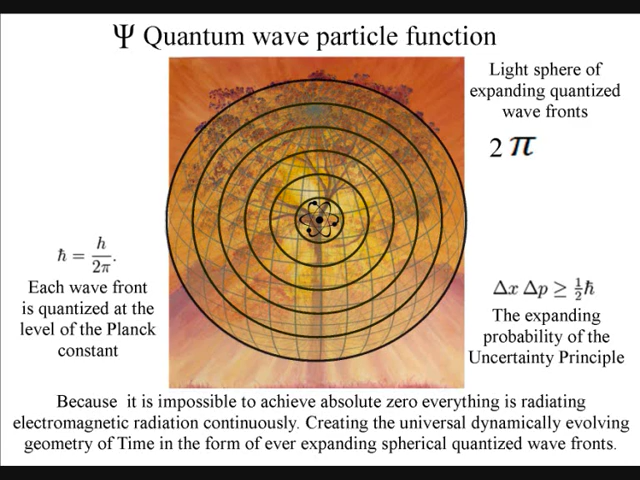 Ψ Quantum wave particle function
Light sphere of
expanding quantized
wave fronts
2 π
ℏ = h/2π.
Each wave front
is quantized at the
level of the Planck
constant
Δx Δp ≥ ½ℏ
The expanding
probability of the
Uncertainty Principle
Because it is impossible to achieve absolute zero everything is radiating
electromagnetic radiation continuously. Creating the universal dynamically evolving
geometry of Time in the form of ever expanding spherical quantized wave fronts.